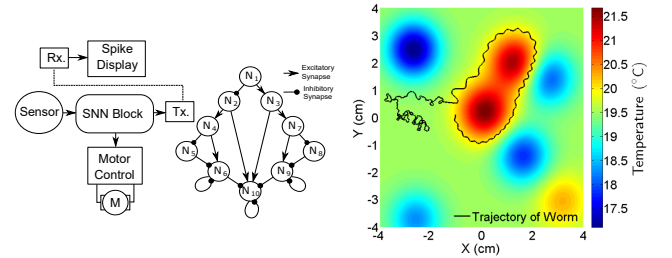 Rx.
Spike
Display
Sensor
SNN Block
Tx.
Motor
Control
M
N1
N2
N3
N4
N7
N5
N8
N6
N9
N10
Excitatory
Synapse
Inhibitory
Synapse
4
3
2
1
0
-1
-2
-3
-4
Y (cm)
-4
-2
0
2
4
X (cm)
Trajectory of Worm
21.5
21
20.5
20
19.5
19
18.5
18
17.5
Temperature (°C)